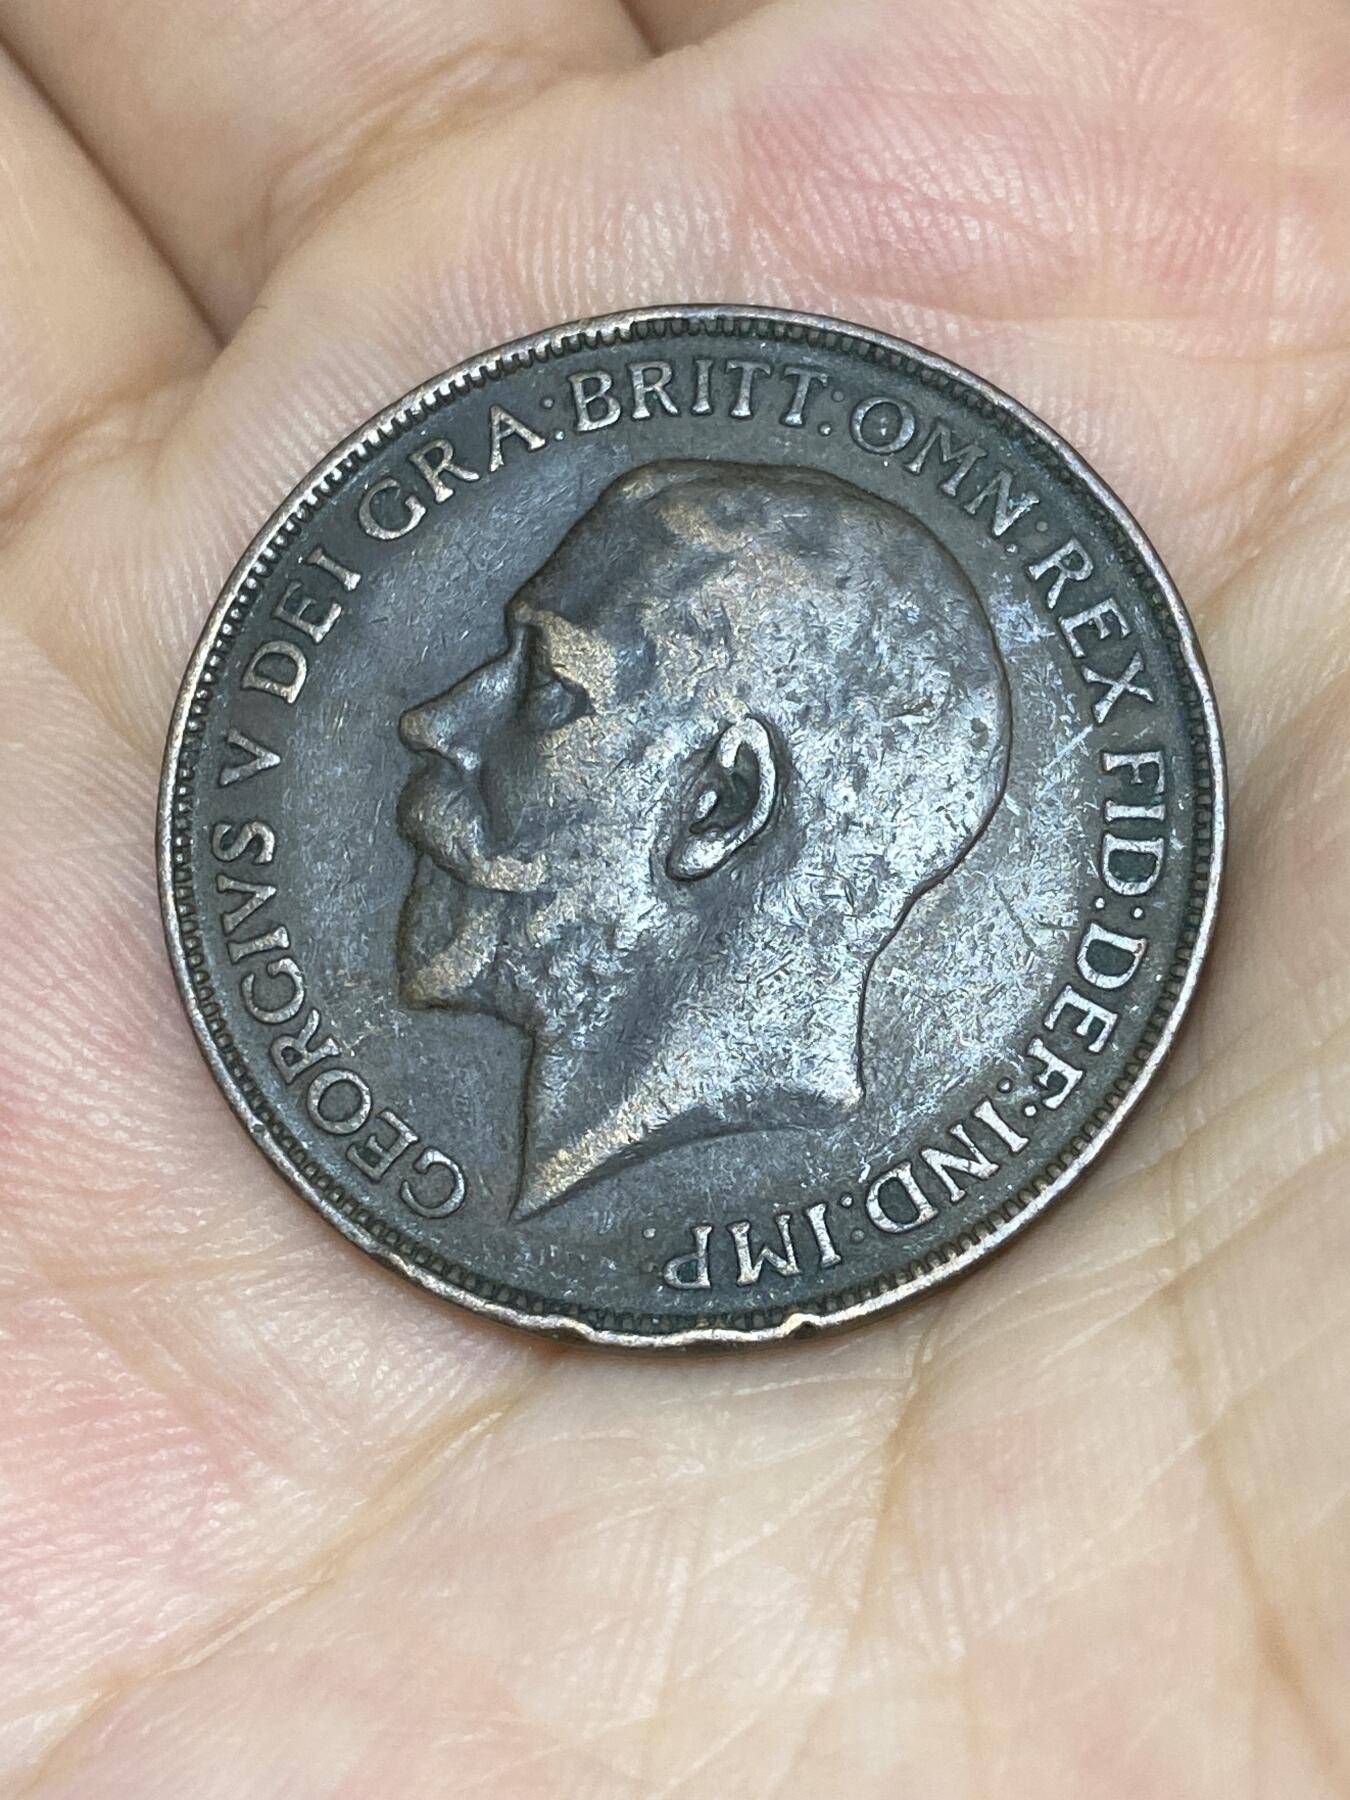 GEORGIVS V DEI GRA:BRITT:OMN:REX FID:DEF:IND:IMP: